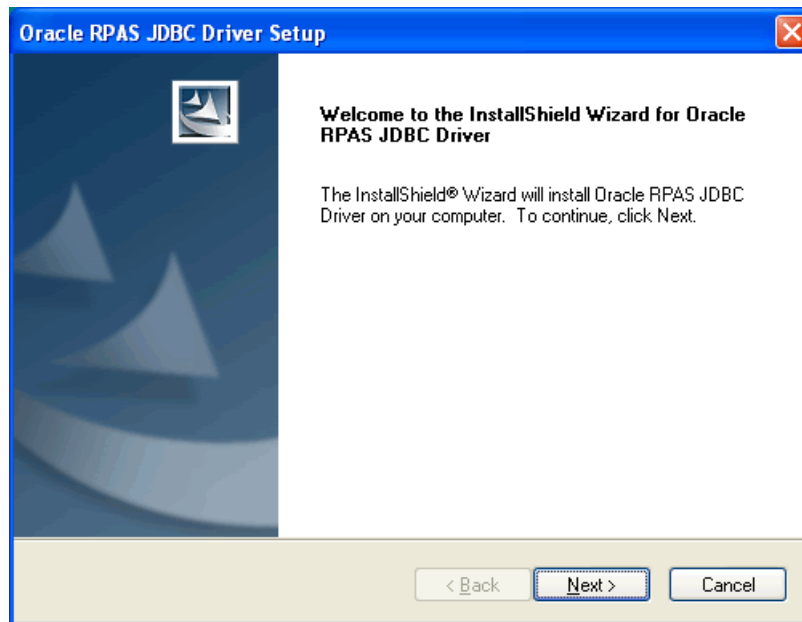 Oracle RPAS JDBC Driver Setup
Welcome to the InstallShield Wizard for Oracle
RPAS JDBC Driver
The InstallShield® Wizard will install Oracle RPAS JDBC
Driver on your computer. To continue, click Next.
< Back
Next >
Cancel